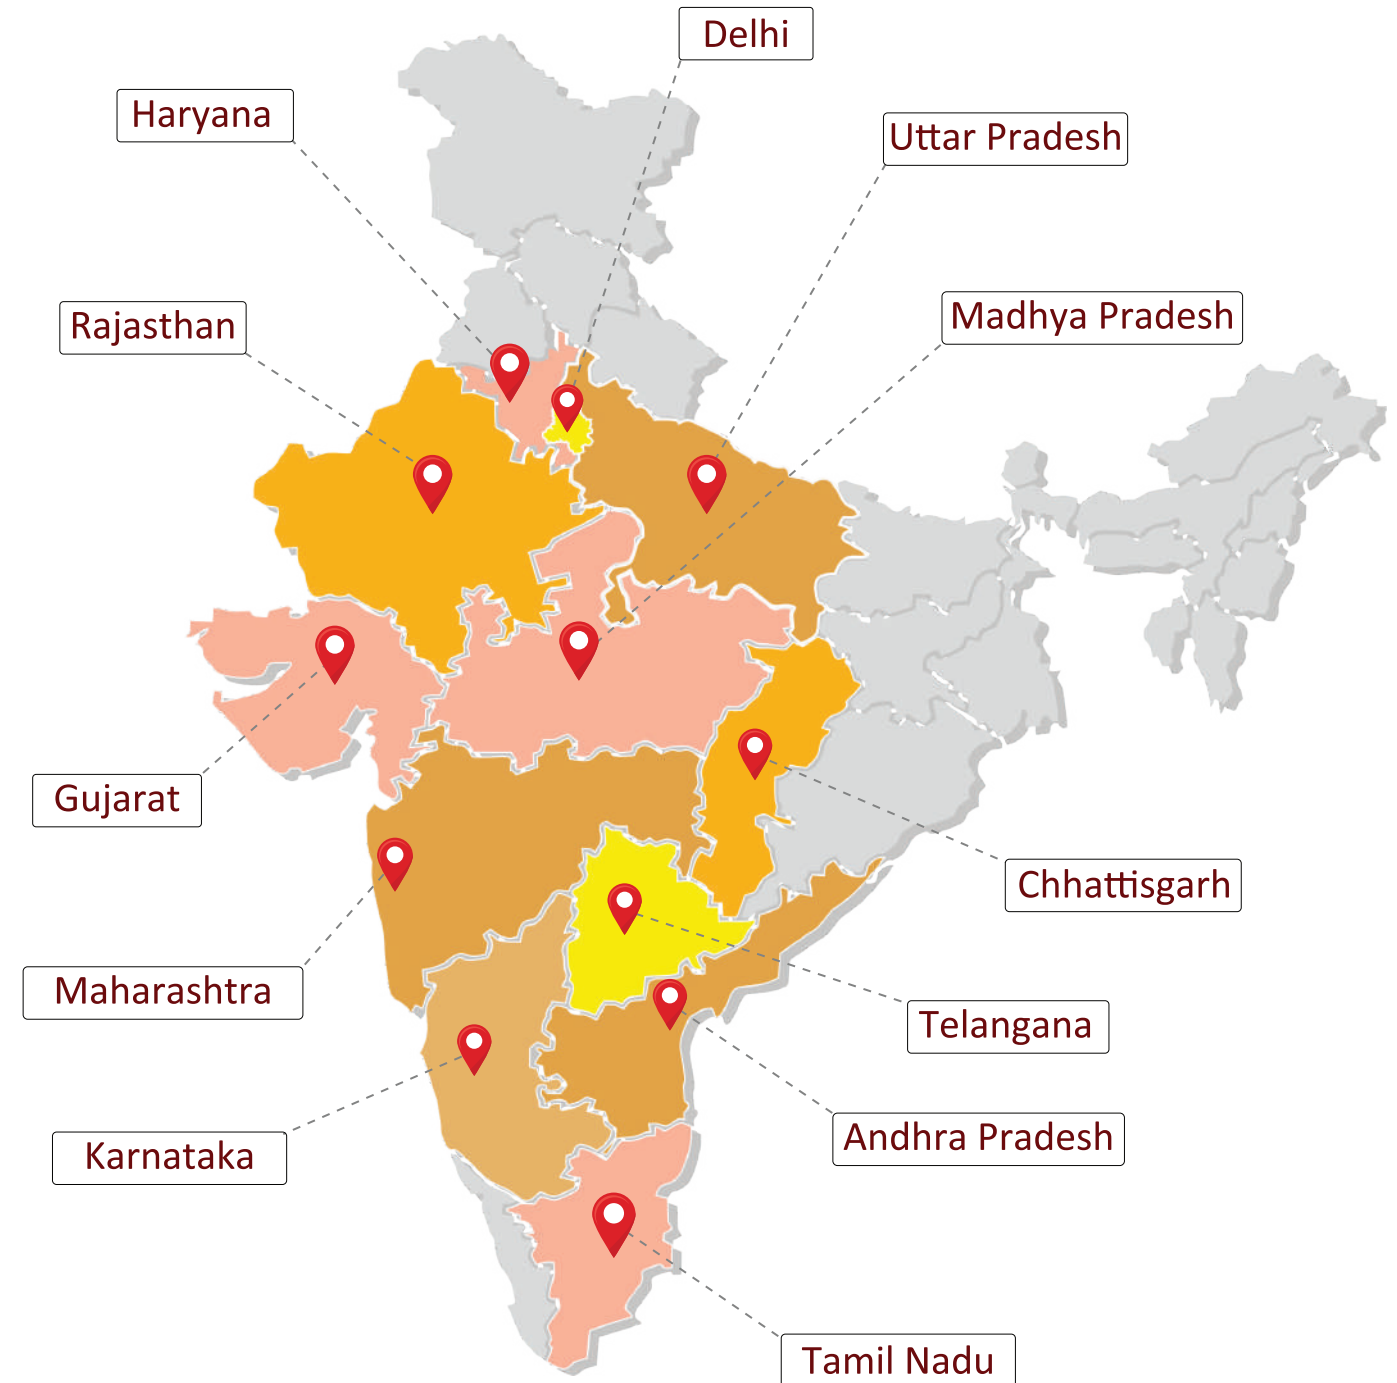 Delhi
Haryana
Uttar Pradesh
Madhya Pradesh
Rajasthan
Gujarat
Chhattisgarh
Maharashtra
Telangana
Andhra Pradesh
Karnataka
Tamil Nadu